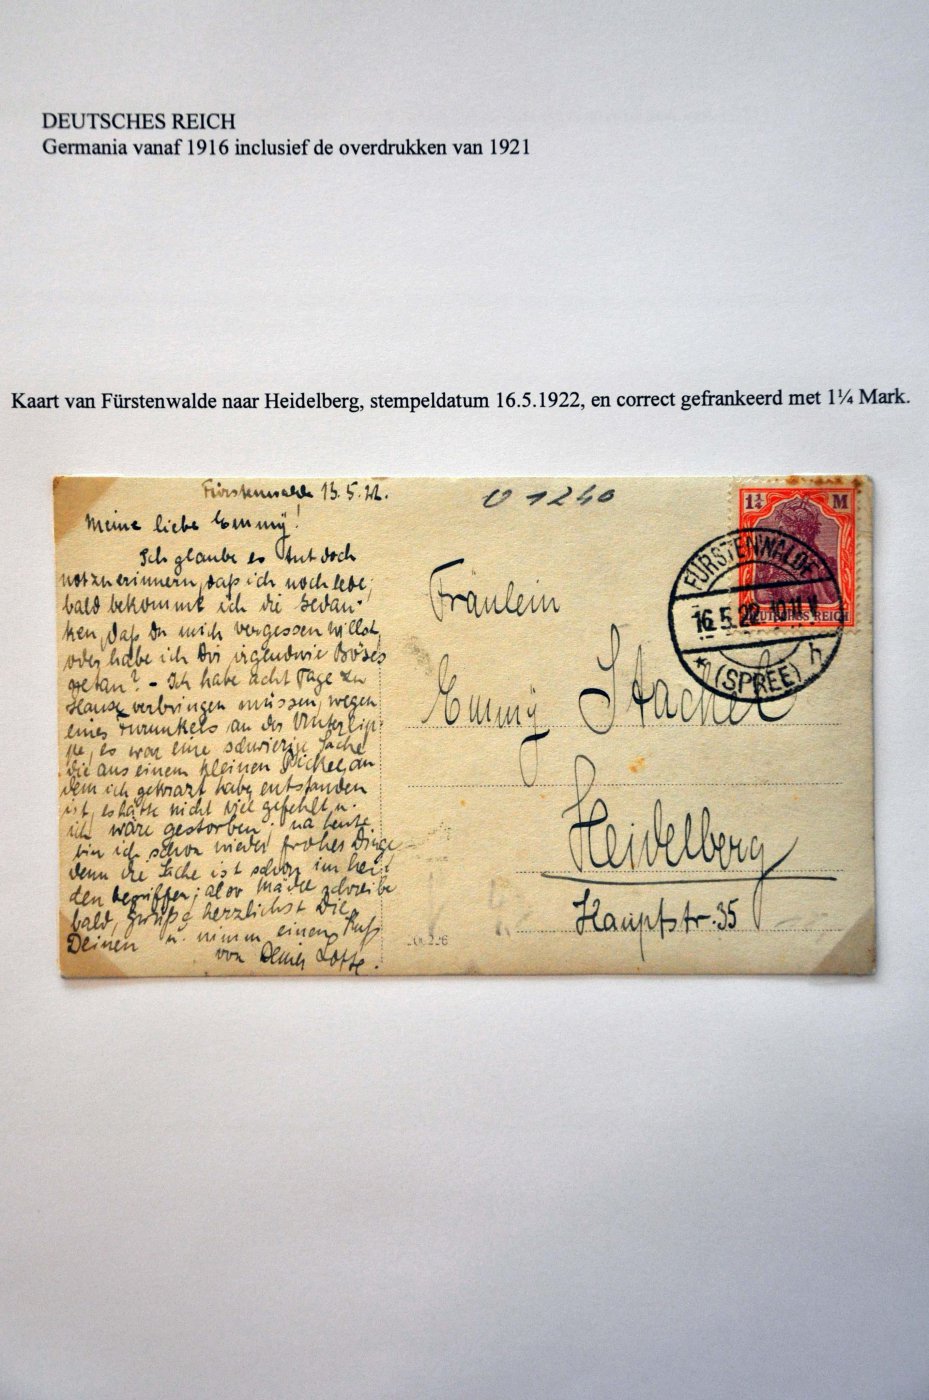 DEUTSCHES REICH
Germania vanaf 1916 inclusief de overdrukken van 1921
Kaart van Fürstenwalde naar Heidelberg, stempeldatum 16.5.1922, en correct gefrankeerd met 1¼ Mark.
Fürstenwalde 15.5.22.
Meine liebe Emmy!
Ich glaube es tut doch
not zu erinnern, daß ich noch lebe,
bald bekomme ich die Gedan-
ken, daß Du mich vergessen willst,
oder habe ich Dir irgendwie Böses
getan? - Ich habe acht Tage zu
Hause verbringen müssen, wegen
eines Furunkels an der Unterlip-
pe, es war eine schwierige Sache
die aus einem kleinen Pickel, an
dem ich gekratzt habe, entstanden
ist, es hätte nicht viel gefehlt u.
ich wäre gestorben; na heute
bin ich schon wieder frohes Dinge
denn die Sache ist schon im hei-
den begriffen; also Mädel schreibe
bald, grüße herzlichst die
Deinen u. nimm einen Kuß
von Deiner Lotte.
U 1240
1¼ M
DEUTSCHES REICH
FÜRSTENWALDE
16.5.22.10-11 V
* (SPREE) h
Fräulein
Emmy Stachel
Heidelberg
Hauptstr. 35